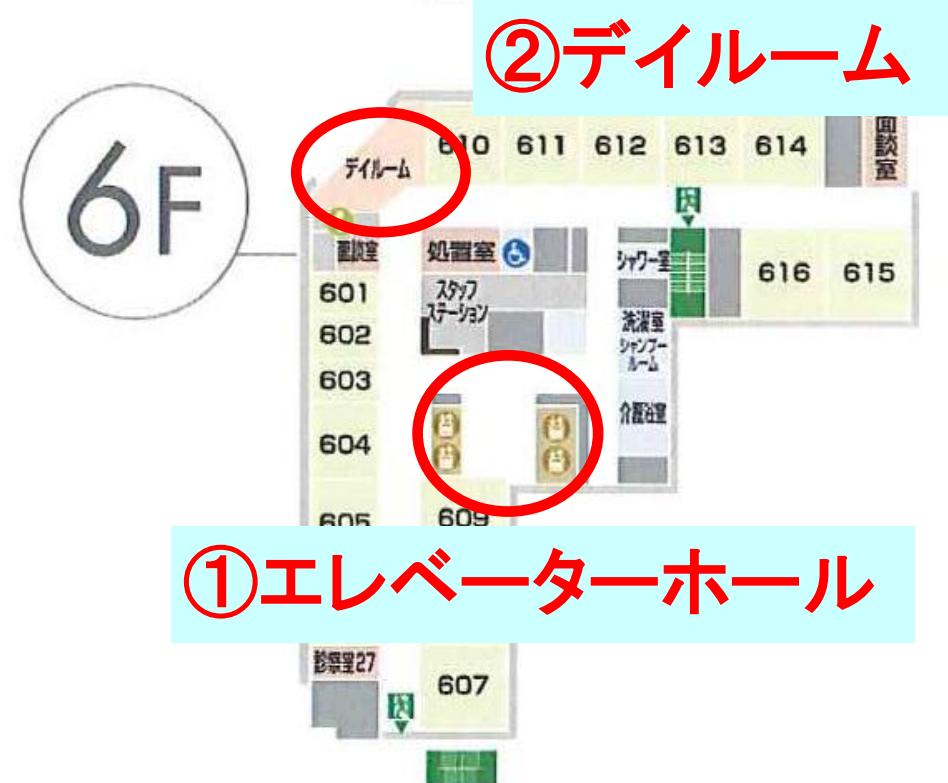 ②デイルーム
6F
デイルーム
610
611
612
613
614
面談室
面談室
処置室
シャワー室
616
615
601
スタッフ
ステーション
602
洗濯室
シャンプー
ルーム
603
介護浴室
604
605
609
①エレベーターホール
診察室27
607